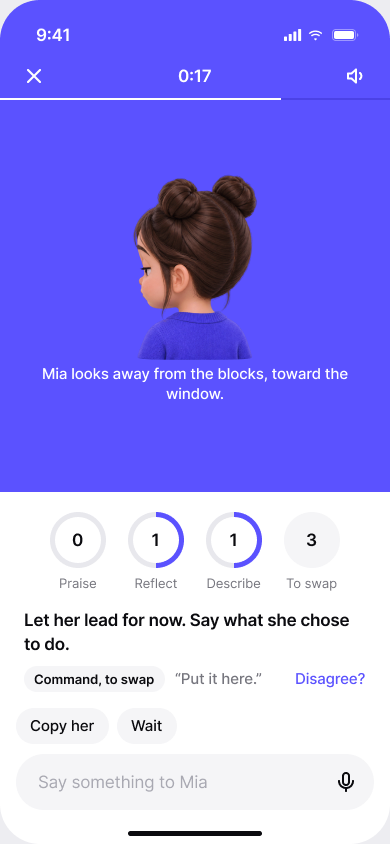 9:41
0:17
Mia looks away from the blocks, toward the
window.
0
1
1
3
Praise
Reflect
Describe
To swap
Let her lead for now. Say what she chose
to do.
Command, to swap
“Put it here.”
Disagree?
Copy her
Wait
Say something to Mia